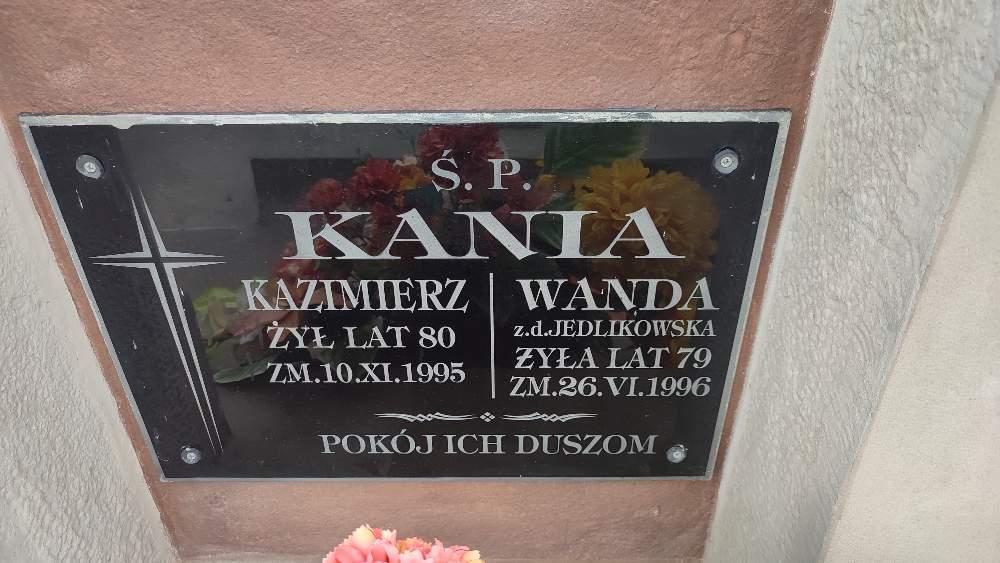 Ś. P.
KANIA
KAZIMIERZ
ŻYŁ LAT 80
ZM.10.XI.1995
WANDA
z.d.JEDLIKOWSKA
ŻYŁA LAT 79
ZM.26.VI.1996
POKÓJ ICH DUSZOM